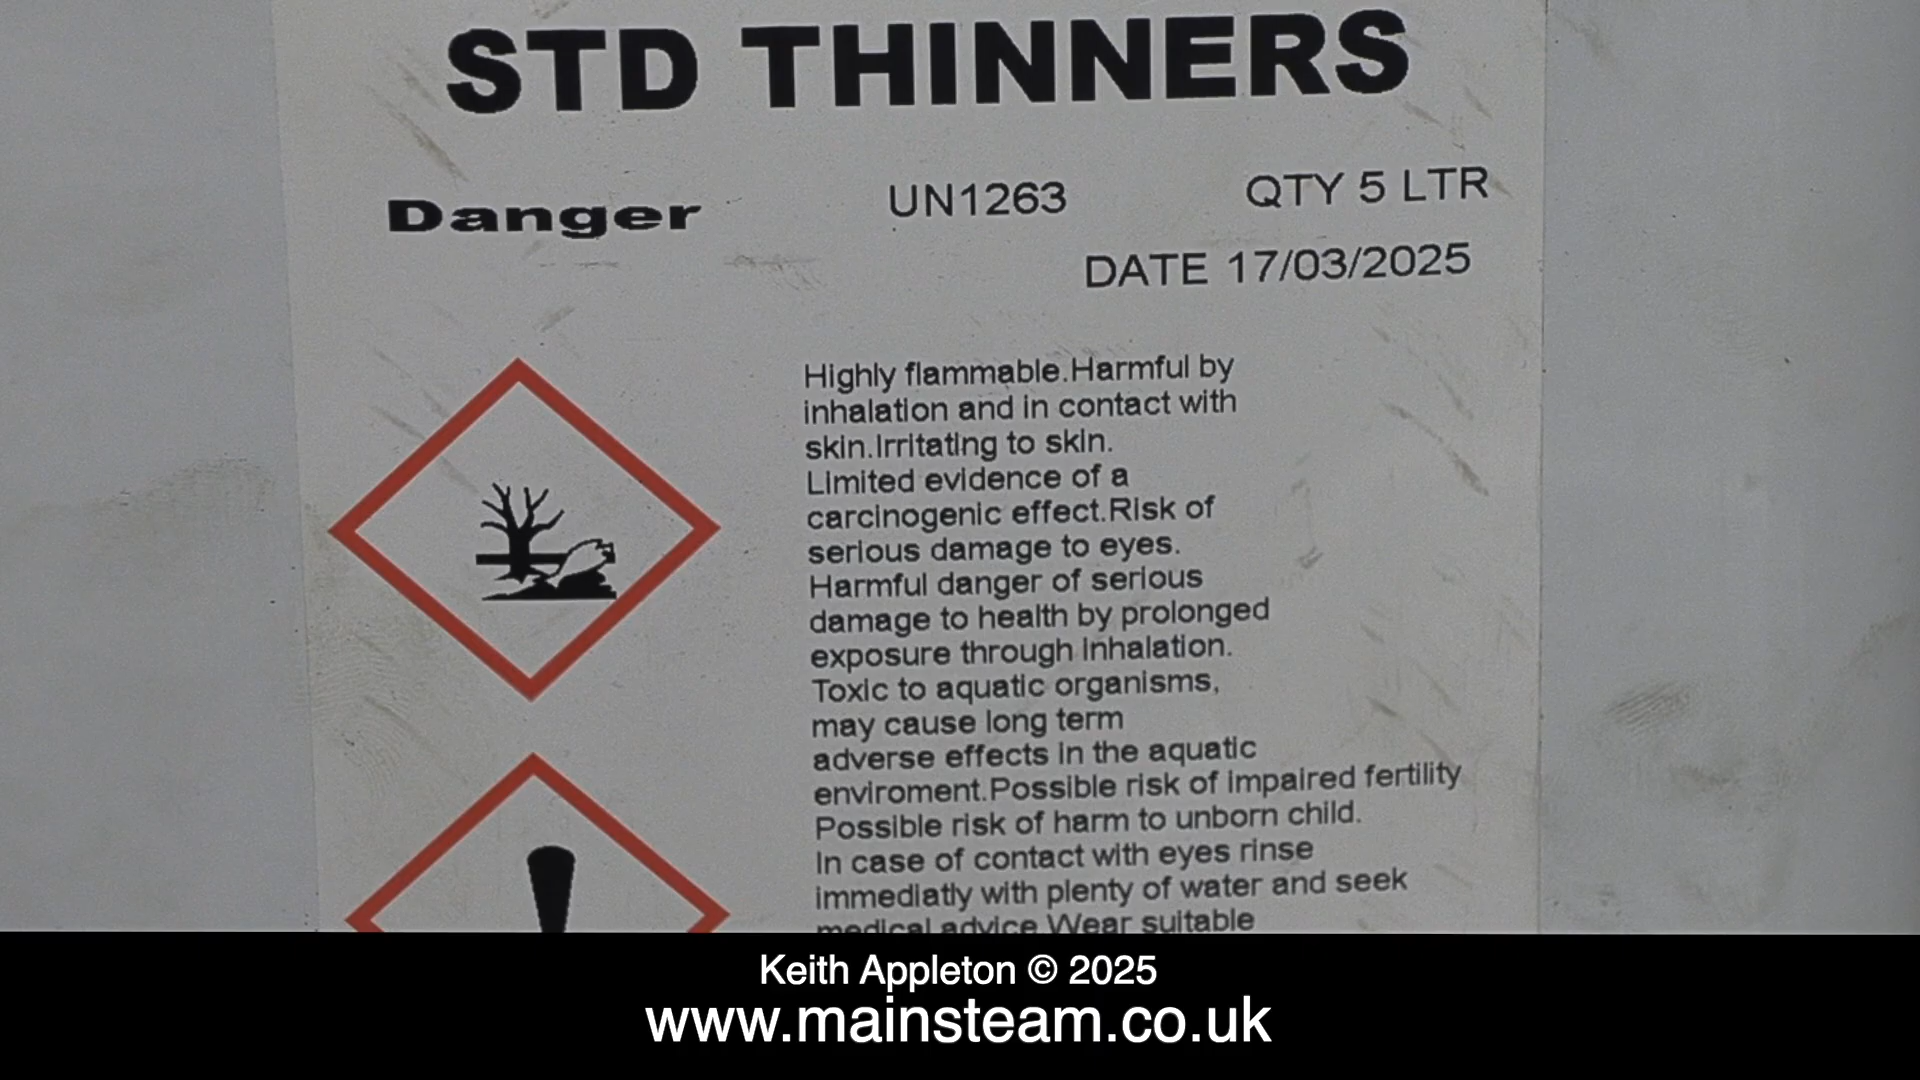 STD THINNERS
Danger
UN1263
QTY 5 LTR
DATE 17/03/2025
Highly flammable.Harmful by
inhalation and in contact with
skin.Irritating to skin.
Limited evidence of a
carcinogenic effect.Risk of
serious damage to eyes.
Harmful danger of serious
damage to health by prolonged
exposure through inhalation.
Toxic to aquatic organisms,
may cause long term
adverse effects in the aquatic
enviroment.Possible risk of impaired fertility
Possible risk of harm to unborn child.
In case of contact with eyes rinse
immediatly with plenty of water and seek
medical advice.Wear suitable
Keith Appleton © 2025
www.mainsteam.co.uk